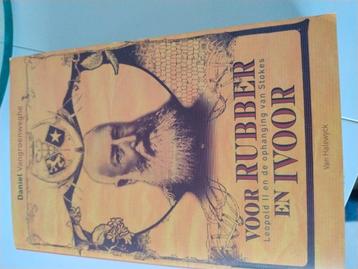 Daniel Vangroenweghe
VOOR RUBBER
EN IVOOR
Leopold II en de ophanging van Stokes
Van Halewyck